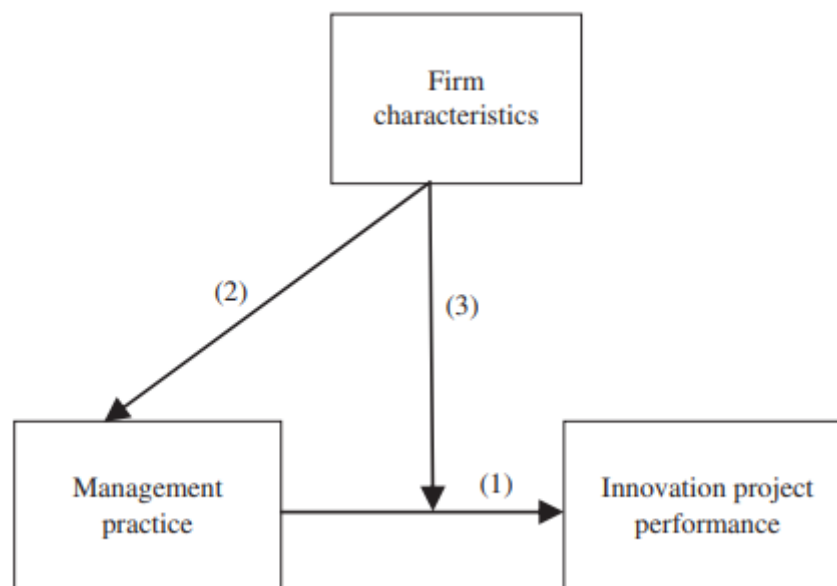 Firm
characteristics
(2)
(3)
(1)
Management
practice
Innovation project
performance